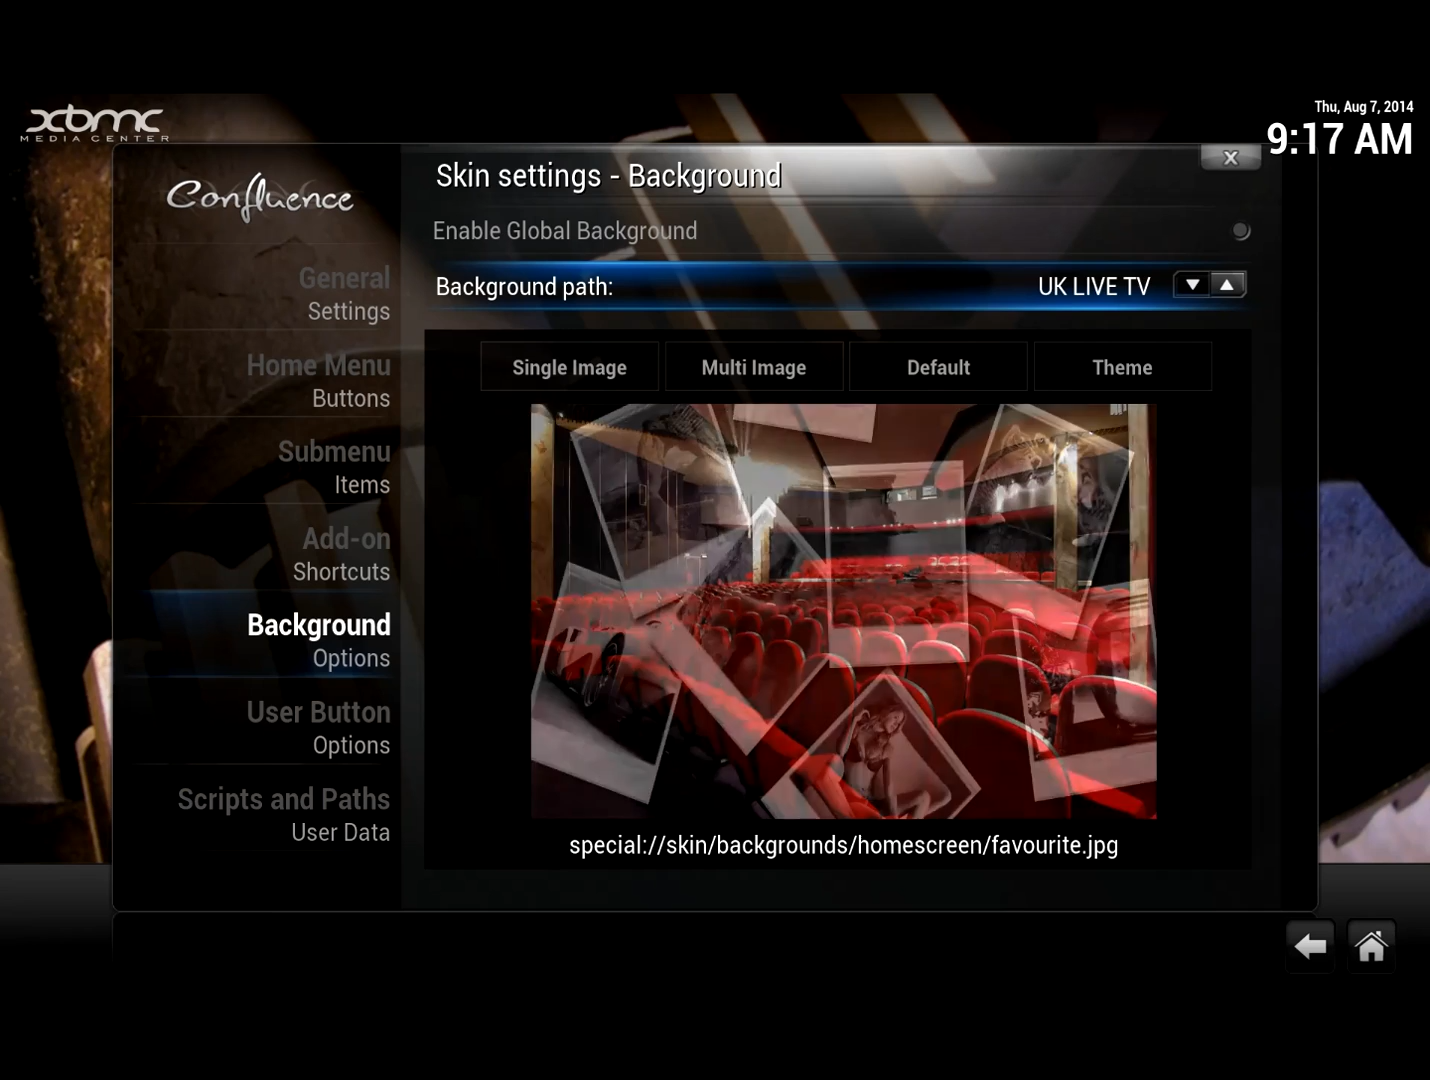 xbmc
MEDIA CENTER
Thu, Aug 7, 2014
9:17 AM
Confluence
Skin settings - Background
X
Enable Global Background
Background path:
UK LIVE TV
General
Settings
Home Menu
Buttons
Submenu
Items
Add-on
Shortcuts
Background
Options
User Button
Options
Scripts and Paths
User Data
Single Image
Multi Image
Default
Theme
special://skin/backgrounds/homescreen/favourite.jpg